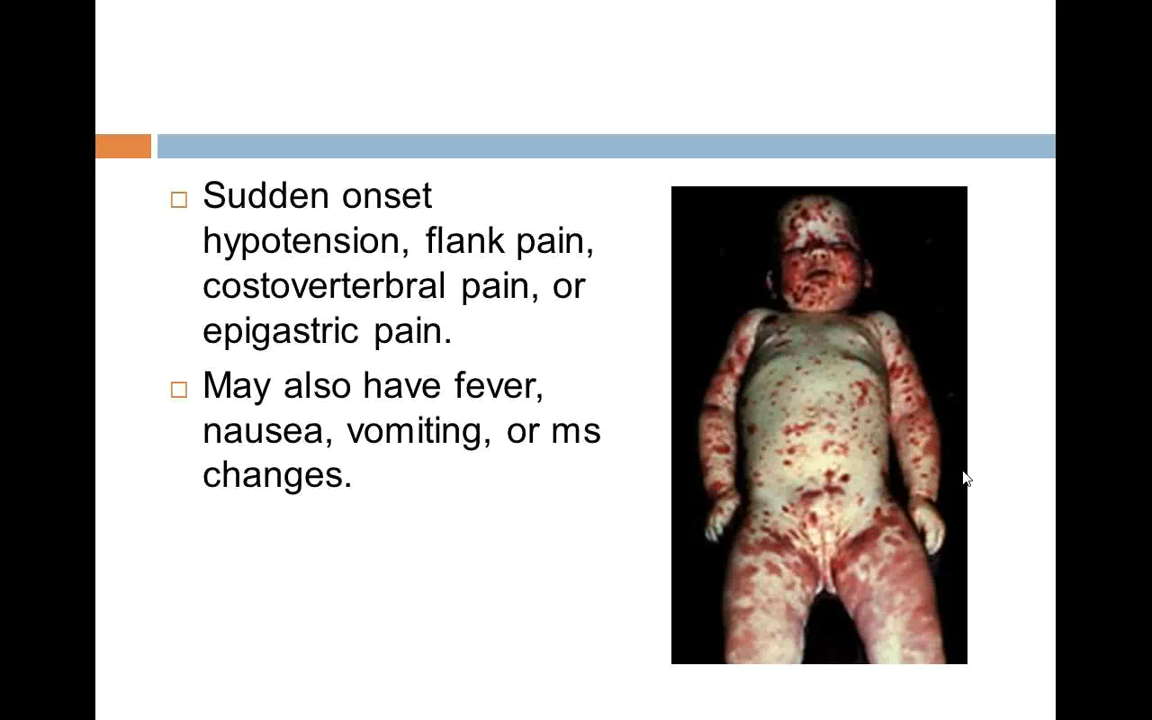 Sudden onset
hypotension, flank pain,
costoverterbral pain, or
epigastric pain.
May also have fever,
nausea, vomiting, or ms
changes.